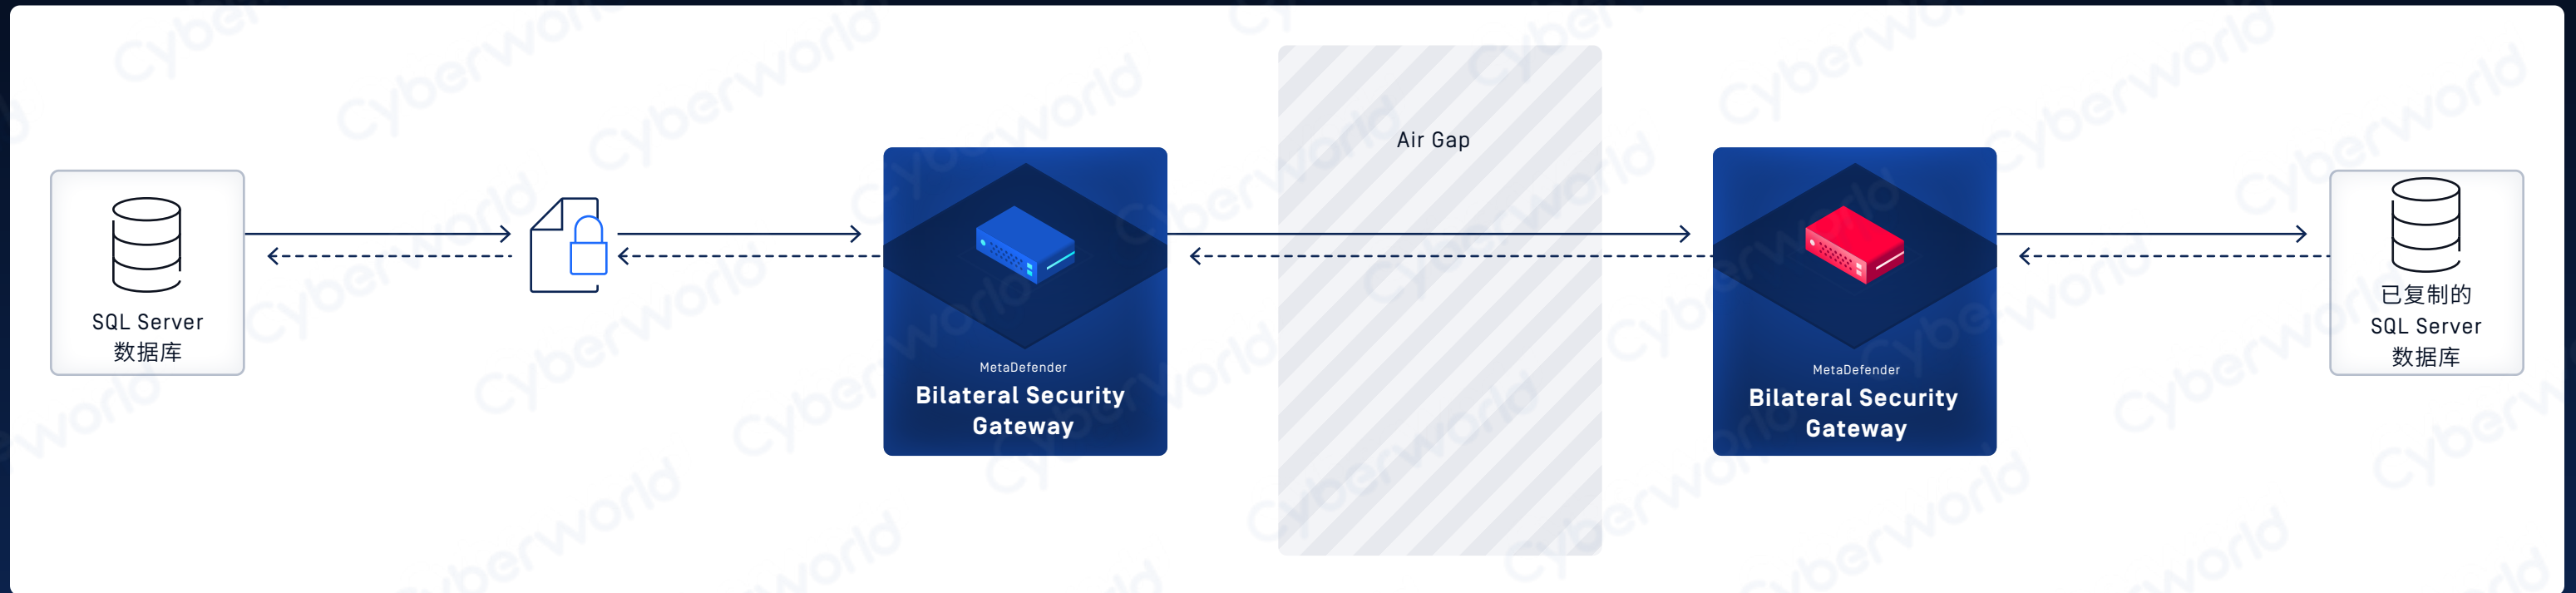 Air Gap
SQL Server
数据库
MetaDefender
Bilateral Security
Gateway
MetaDefender
Bilateral Security
Gateway
已复制的
SQL Server
数据库
Cyberworld